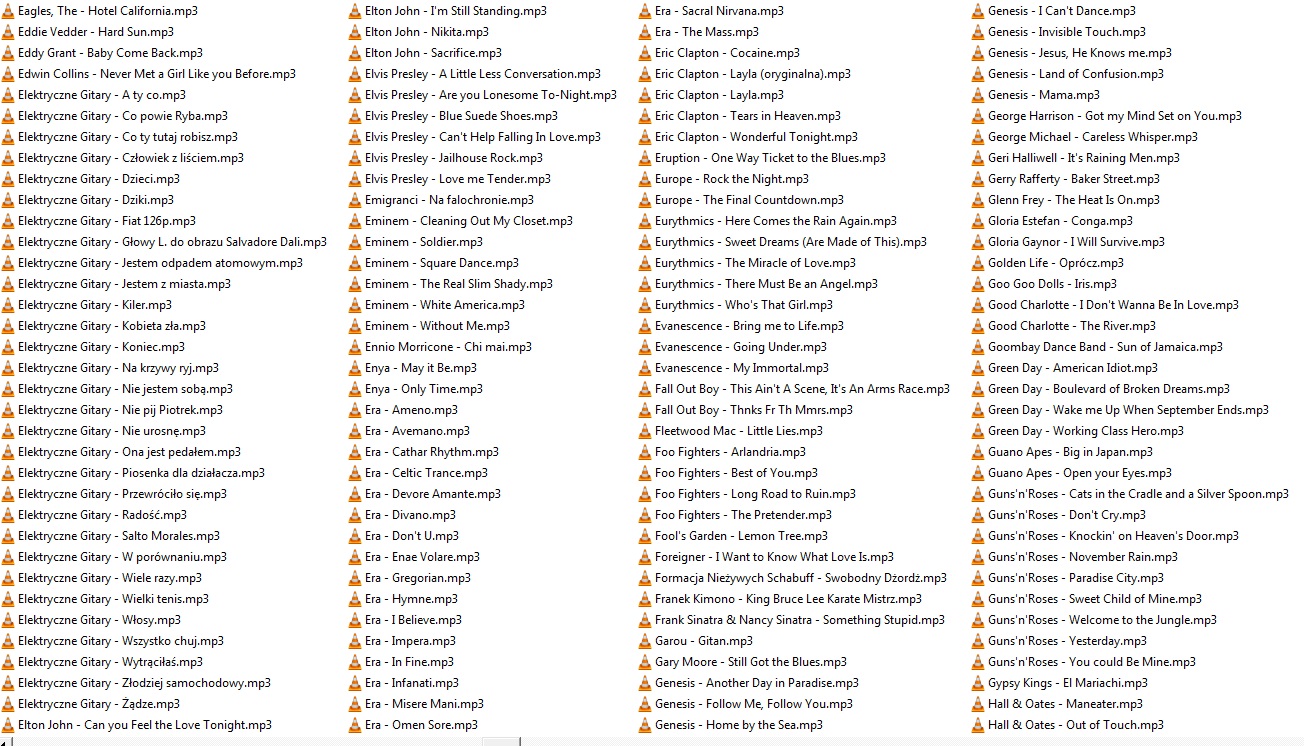 Eagles, The - Hotel California.mp3
Eddie Vedder - Hard Sun.mp3
Eddy Grant - Baby Come Back.mp3
Edwin Collins - Never Met a Girl Like you Before.mp3
Elektryczne Gitary - A ty co.mp3
Elektryczne Gitary - Co powie Ryba.mp3
Elektryczne Gitary - Co ty tutaj robisz.mp3
Elektryczne Gitary - Człowiek z liściem.mp3
Elektryczne Gitary - Dzieci.mp3
Elektryczne Gitary - Dziki.mp3
Elektryczne Gitary - Fiat 126p.mp3
Elektryczne Gitary - Głowy L. do obrazu Salvadore Dali.mp3
Elektryczne Gitary - Jestem odpadem atomowym.mp3
Elektryczne Gitary - Jestem z miasta.mp3
Elektryczne Gitary - Kiler.mp3
Elektryczne Gitary - Kobieta zła.mp3
Elektryczne Gitary - Koniec.mp3
Elektryczne Gitary - Na krzywy ryj.mp3
Elektryczne Gitary - Nie jestem sobą.mp3
Elektryczne Gitary - Nie pij Piotrek.mp3
Elektryczne Gitary - Nie urosnę.mp3
Elektryczne Gitary - Ona jest pedałem.mp3
Elektryczne Gitary - Piosenka dla działacza.mp3
Elektryczne Gitary - Przewróciło się.mp3
Elektryczne Gitary - Radość.mp3
Elektryczne Gitary - Salto Morales.mp3
Elektryczne Gitary - W porównaniu.mp3
Elektryczne Gitary - Wiele razy.mp3
Elektryczne Gitary - Wielki tenis.mp3
Elektryczne Gitary - Włosy.mp3
Elektryczne Gitary - Wszystko chuj.mp3
Elektryczne Gitary - Wytrąciłaś.mp3
Elektryczne Gitary - Złodziej samochodowy.mp3
Elektryczne Gitary - Żądze.mp3
Elton John - Can you Feel the Love Tonight.mp3
Elton John - I'm Still Standing.mp3
Elton John - Nikita.mp3
Elton John - Sacrifice.mp3
Elvis Presley - A Little Less Conversation.mp3
Elvis Presley - Are you Lonesome To-Night.mp3
Elvis Presley - Blue Suede Shoes.mp3
Elvis Presley - Can't Help Falling In Love.mp3
Elvis Presley - Jailhouse Rock.mp3
Elvis Presley - Love me Tender.mp3
Emigranci - Na falochronie.mp3
Eminem - Cleaning Out My Closet.mp3
Eminem - Soldier.mp3
Eminem - Square Dance.mp3
Eminem - The Real Slim Shady.mp3
Eminem - White America.mp3
Eminem - Without Me.mp3
Ennio Morricone - Chi mai.mp3
Enya - May it Be.mp3
Enya - Only Time.mp3
Era - Ameno.mp3
Era - Avemano.mp3
Era - Cathar Rhythm.mp3
Era - Celtic Trance.mp3
Era - Devore Amante.mp3
Era - Divano.mp3
Era - Don't U.mp3
Era - Enae Volare.mp3
Era - Gregorian.mp3
Era - Hymne.mp3
Era - I Believe.mp3
Era - Impera.mp3
Era - In Fine.mp3
Era - Infanati.mp3
Era - Misere Mani.mp3
Era - Omen Sore.mp3
Era - Sacral Nirvana.mp3
Era - The Mass.mp3
Eric Clapton - Cocaine.mp3
Eric Clapton - Layla (oryginalna).mp3
Eric Clapton - Layla.mp3
Eric Clapton - Tears in Heaven.mp3
Eric Clapton - Wonderful Tonight.mp3
Eruption - One Way Ticket to the Blues.mp3
Europe - Rock the Night.mp3
Europe - The Final Countdown.mp3
Eurythmics - Here Comes the Rain Again.mp3
Eurythmics - Sweet Dreams (Are Made of This).mp3
Eurythmics - The Miracle of Love.mp3
Eurythmics - There Must Be an Angel.mp3
Eurythmics - Who's That Girl.mp3
Evanescence - Bring me to Life.mp3
Evanescence - Going Under.mp3
Evanescence - My Immortal.mp3
Fall Out Boy - This Ain't A Scene, It's An Arms Race.mp3
Fall Out Boy - Thnks Fr Th Mmrs.mp3
Fleetwood Mac - Little Lies.mp3
Foo Fighters - Arlandria.mp3
Foo Fighters - Best of You.mp3
Foo Fighters - Long Road to Ruin.mp3
Foo Fighters - The Pretender.mp3
Fool's Garden - Lemon Tree.mp3
Foreigner - I Want to Know What Love Is.mp3
Formacja Nieżywych Schabuff - Swobodny Dżordż.mp3
Franek Kimono - King Bruce Lee Karate Mistrz.mp3
Frank Sinatra & Nancy Sinatra - Something Stupid.mp3
Garou - Gitan.mp3
Gary Moore - Still Got the Blues.mp3
Genesis - Another Day in Paradise.mp3
Genesis - Follow Me, Follow You.mp3
Genesis - Home by the Sea.mp3
Genesis - I Can't Dance.mp3
Genesis - Invisible Touch.mp3
Genesis - Jesus, He Knows me.mp3
Genesis - Land of Confusion.mp3
Genesis - Mama.mp3
George Harrison - Got my Mind Set on You.mp3
George Michael - Careless Whisper.mp3
Geri Halliwell - It's Raining Men.mp3
Gerry Rafferty - Baker Street.mp3
Glenn Frey - The Heat Is On.mp3
Gloria Estefan - Conga.mp3
Gloria Gaynor - I Will Survive.mp3
Golden Life - Oprócz.mp3
Goo Goo Dolls - Iris.mp3
Good Charlotte - I Don't Wanna Be In Love.mp3
Good Charlotte - The River.mp3
Goombay Dance Band - Sun of Jamaica.mp3
Green Day - American Idiot.mp3
Green Day - Boulevard of Broken Dreams.mp3
Green Day - Wake me Up When September Ends.mp3
Green Day - Working Class Hero.mp3
Guano Apes - Big in Japan.mp3
Guano Apes - Open your Eyes.mp3
Guns'n'Roses - Cats in the Cradle and a Silver Spoon.mp3
Guns'n'Roses - Don't Cry.mp3
Guns'n'Roses - Knockin' on Heaven's Door.mp3
Guns'n'Roses - November Rain.mp3
Guns'n'Roses - Paradise City.mp3
Guns'n'Roses - Sweet Child of Mine.mp3
Guns'n'Roses - Welcome to the Jungle.mp3
Guns'n'Roses - Yesterday.mp3
Guns'n'Roses - You could Be Mine.mp3
Gypsy Kings - El Mariachi.mp3
Hall & Oates - Maneater.mp3
Hall & Oates - Out of Touch.mp3